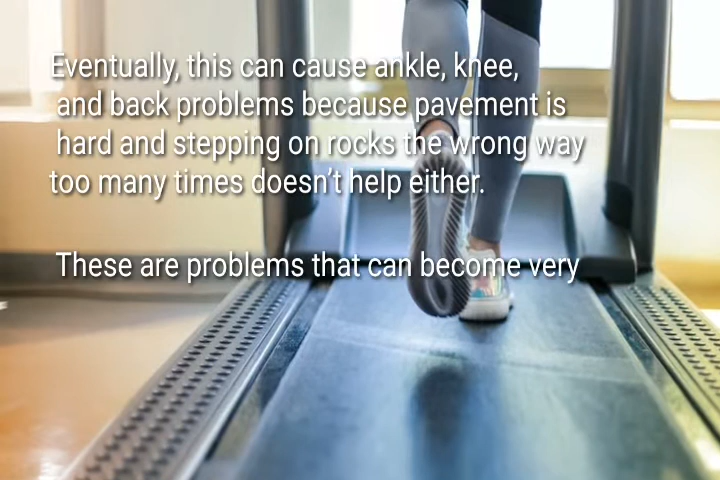 Eventually, this can cause ankle, knee,
and back problems because pavement is
hard and stepping on rocks the wrong way
too many times doesn’t help either.
These are problems that can become very